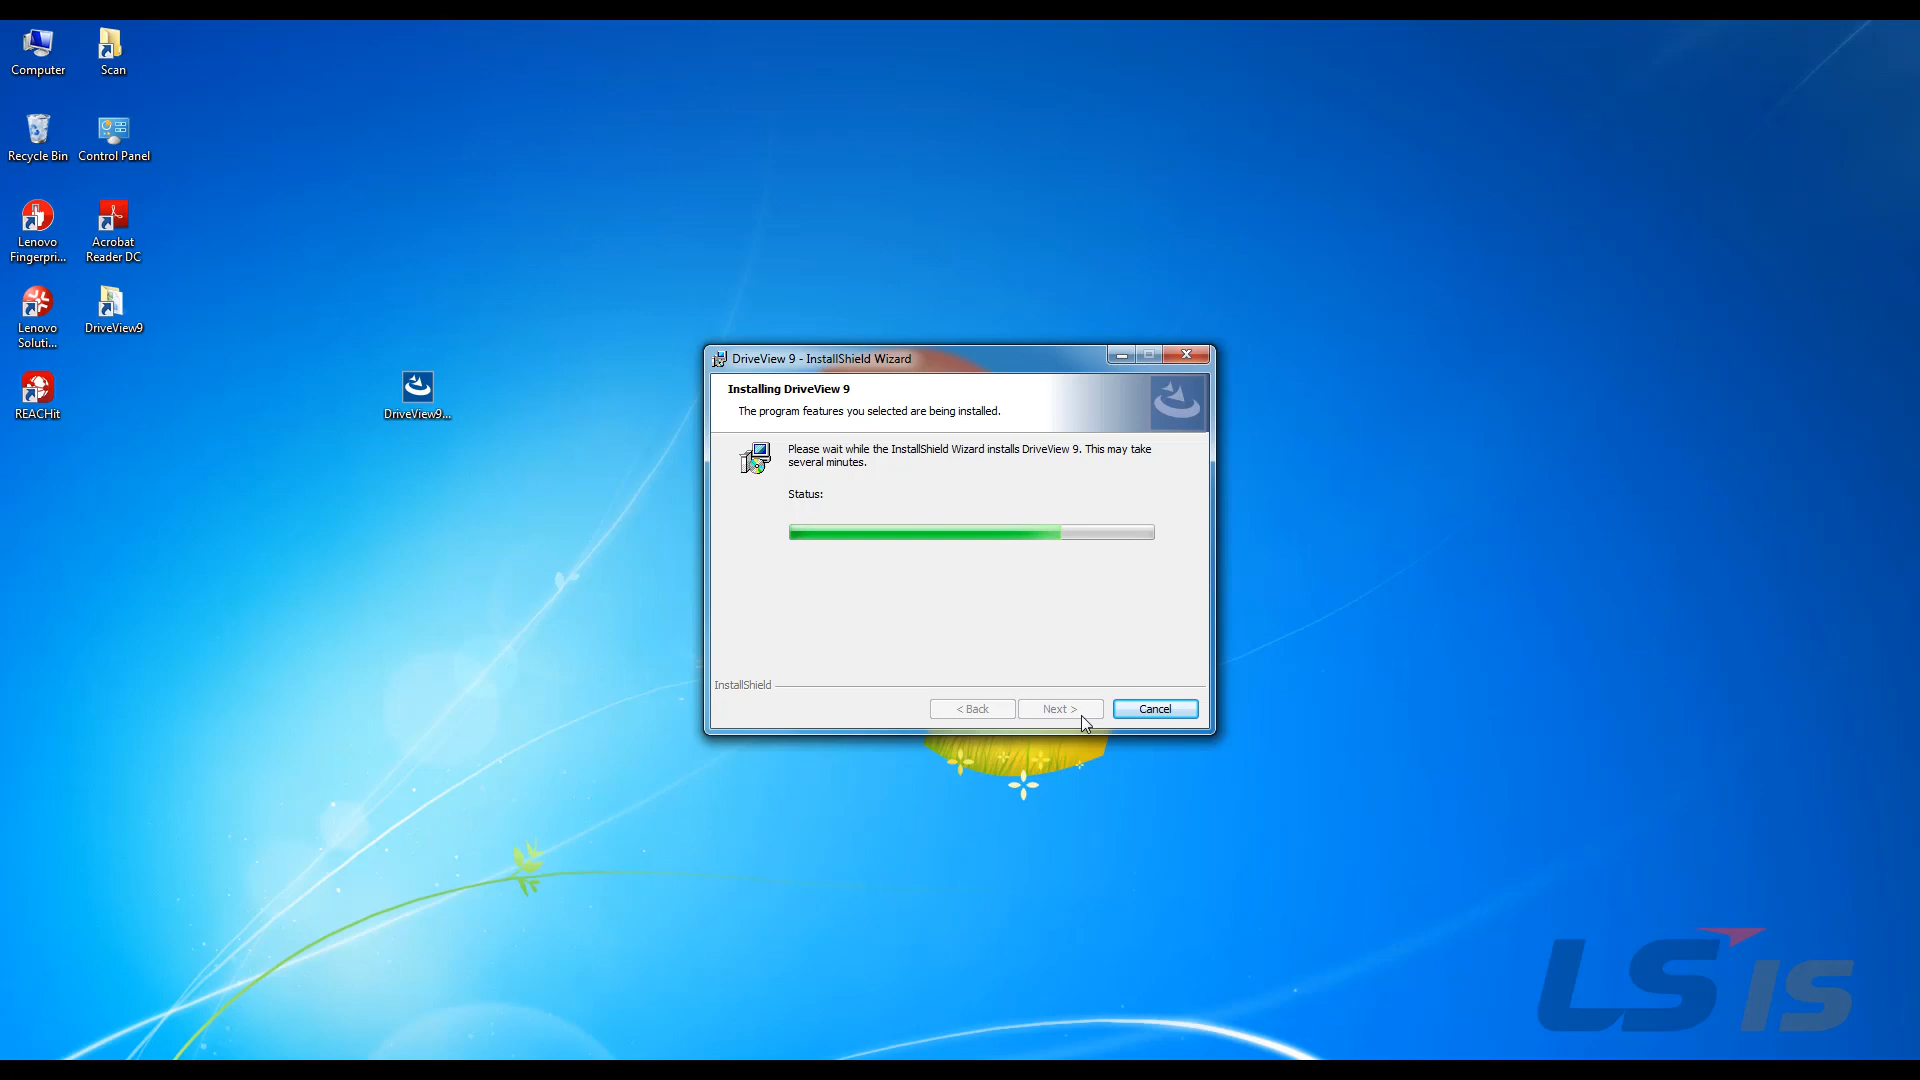 Computer
Scan
Recycle Bin
Control Panel
Lenovo
Fingerpri...
Acrobat
Reader DC
Lenovo
Soluti...
DriveView9
REACHit
DriveView9...
DriveView 9 - InstallShield Wizard
Installing DriveView 9
The program features you selected are being installed.
Please wait while the InstallShield Wizard installs DriveView 9. This may take
several minutes.
Status:
InstallShield
< Back
Next >
Cancel
LS IS